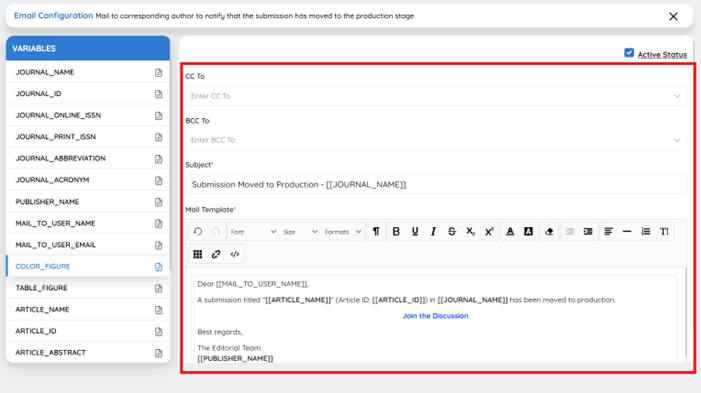 Email Configuration Mail to corresponding author to notify that the submission has moved to the production stage
VARIABLES
JOURNAL_NAME
JOURNAL_ID
JOURNAL_ONLINE_ISSN
JOURNAL_PRINT_ISSN
JOURNAL_ABBREVIATION
JOURNAL_ACRONYM
PUBLISHER_NAME
MAIL_TO_USER_NAME
MAIL_TO_USER_EMAIL
COLOR_FIGURE
TABLE_FIGURE
ARTICLE_NAME
ARTICLE_ID
ARTICLE_ABSTRACT
Active Status
CC To
Enter CC To
BCC To
Enter BCC To
Subject*
Submission Moved to Production - [[JOURNAL_NAME]]
Mail Template*
Font Size Formats
Dear [[MAIL_TO_USER_NAME]],
A submission titled "[[ARTICLE_NAME]]" (Article ID: [[ARTICLE_ID]]) in [[JOURNAL_NAME]] has been moved to production.
Join the Discussion
Best regards,
The Editorial Team
[[PUBLISHER_NAME]]